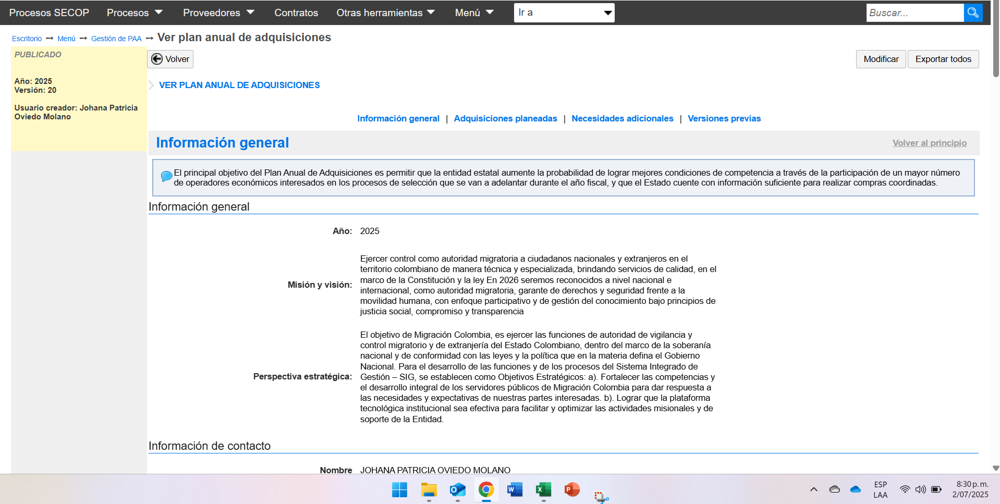 Procesos SECOP Procesos Proveedores Contratos Otras herramientas Menú Ir a Buscar...
Escritorio Menú Gestión de PAA Ver plan anual de adquisiciones
PUBLICADO
Año: 2025
Versión: 20
Usuario creador: Johana Patricia
Oviedo Molano
Volver
Modificar Exportar todos
VER PLAN ANUAL DE ADQUISICIONES
Información general | Adquisiciones planeadas | Necesidades adicionales | Versiones previas
Información general
Volver al principio
El principal objetivo del Plan Anual de Adquisiciones es permitir que la entidad estatal aumente la probabilidad de lograr mejores condiciones de competencia a través de la participación de un mayor número
de operadores económicos interesados en los procesos de selección que se van a adelantar durante el año fiscal, y que el Estado cuente con información suficiente para realizar compras coordinadas.
Información general
Año: 2025
Misión y visión:
Ejercer control como autoridad migratoria a ciudadanos nacionales y extranjeros en el
territorio colombiano de manera técnica y especializada, brindando servicios de calidad, en el
marco de la Constitución y la ley En 2026 seremos reconocidos a nivel nacional e
internacional, como autoridad migratoria, garante de derechos y seguridad frente a la
movilidad humana, con enfoque participativo y de gestión del conocimiento bajo principios de
justicia social, compromiso y transparencia
Perspectiva estratégica:
El objetivo de Migración Colombia, es ejercer las funciones de autoridad de vigilancia y
control migratorio y de extranjería del Estado Colombiano, dentro del marco de la soberanía
nacional y de conformidad con las leyes y la política que en la materia defina el Gobierno
Nacional. Para el desarrollo de las funciones y de los procesos del Sistema Integrado de
Gestión – SIG, se establecen como Objetivos Estratégicos: a). Fortalecer las competencias y
el desarrollo integral de los servidores públicos de Migración Colombia para dar respuesta a
las necesidades y expectativas de nuestras partes interesadas. b). Lograr que la plataforma
tecnológica institucional sea efectiva para facilitar y optimizar las actividades misionales y de
soporte de la Entidad.
Información de contacto
Nombre JOHANA PATRICIA OVIEDO MOLANO
ESP
LAA
8:30 p. m.
2/07/2025